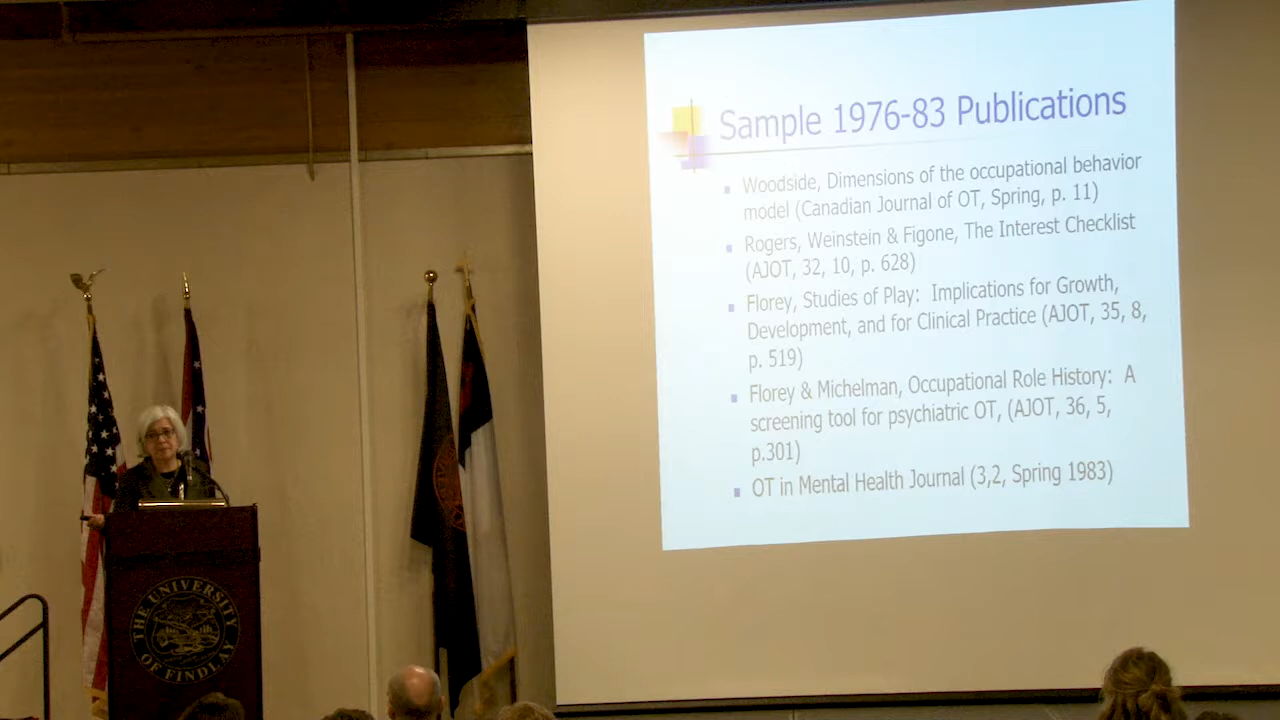 Sample 1976-83 Publications
Woodside, Dimensions of the occupational behavior
model (Canadian Journal of OT, Spring, p. 11)
Rogers, Weinstein & Figone, The Interest Checklist
(AJOT, 32, 10, p. 628)
Florey, Studies of Play: Implications for Growth,
Development, and for Clinical Practice (AJOT, 35, 8,
p. 519)
Florey & Michelman, Occupational Role History: A
screening tool for psychiatric OT, (AJOT, 36, 5,
p.301)
OT in Mental Health Journal (3,2, Spring 1983)
THE UNIVERSITY
OF FINDLAY